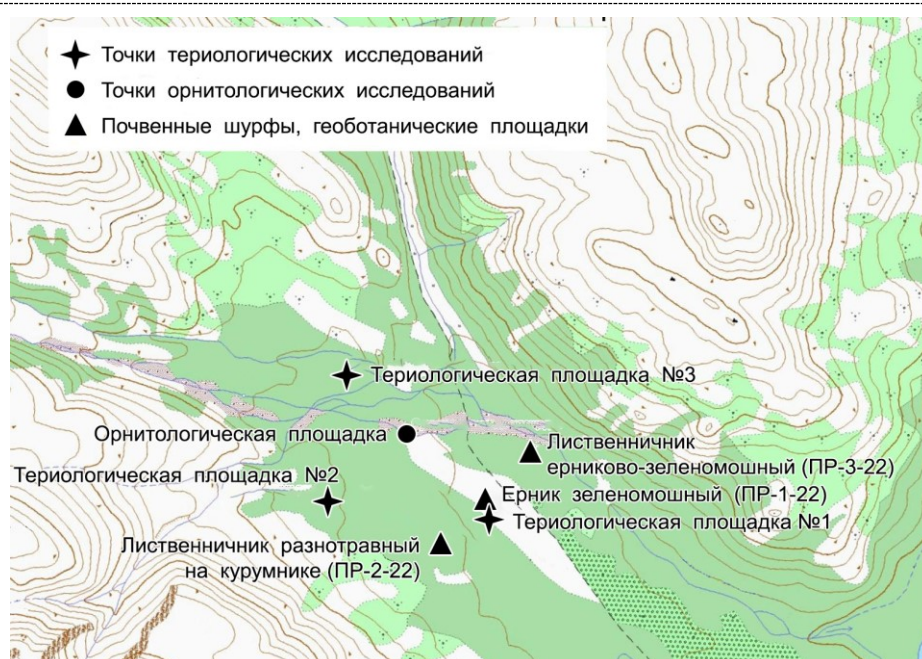 Точки териологических исследований
Точки орнитологических исследований
Почвенные шурфы, геоботанические площадки
Териологическая площадка №3
Орнитологическая площадка
Лиственничник
ерниково-зеленомошный (ПР-3-22)
Териологическая площадка №2
Ерник зеленомошный (ПР-1-22)
Териологическая площадка №1
Лиственничник разнотравный
на курумнике (ПР-2-22)